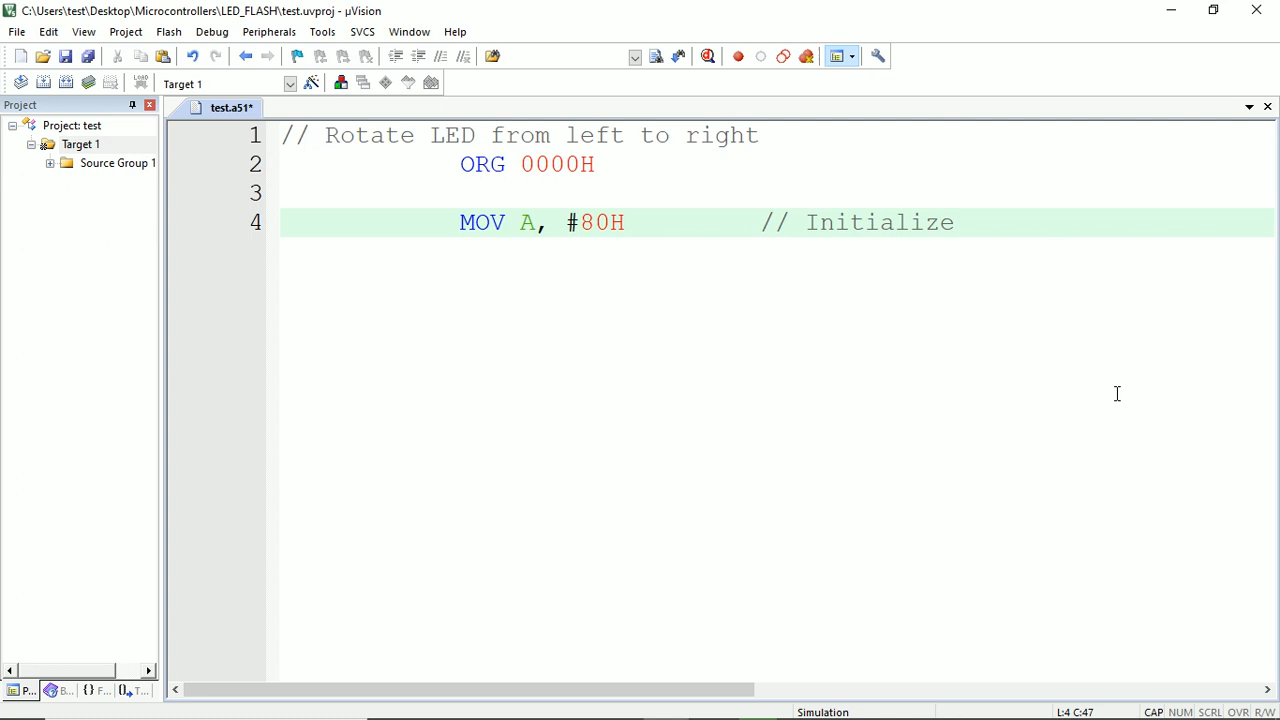 C:\Users\test\Desktop\Microcontrollers\LED_FLASH\test.uvproj - µVision
File Edit View Project Flash Debug Peripherals Tools SVCS Window Help
LOAD Target 1
Project
test.a51*
Project: test
Target 1
Source Group 1
1 // Rotate LED from left to right
2 ORG 0000H
3
4 MOV A, #80H // Initialize
P... B... {} F... {}→ T...
Simulation L:4 C:47 CAP NUM SCRL OVR R/W